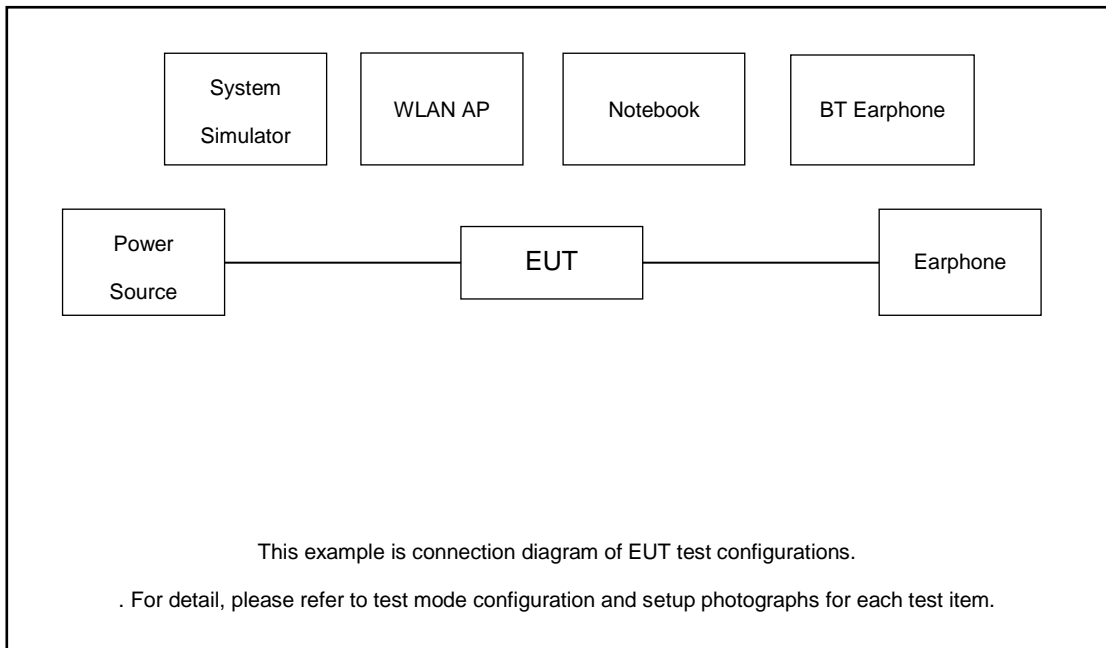 System
Simulator
WLAN AP
Notebook
BT Earphone
Power
Source
EUT
Earphone
This example is connection diagram of EUT test configurations.
. For detail, please refer to test mode configuration and setup photographs for each test item.